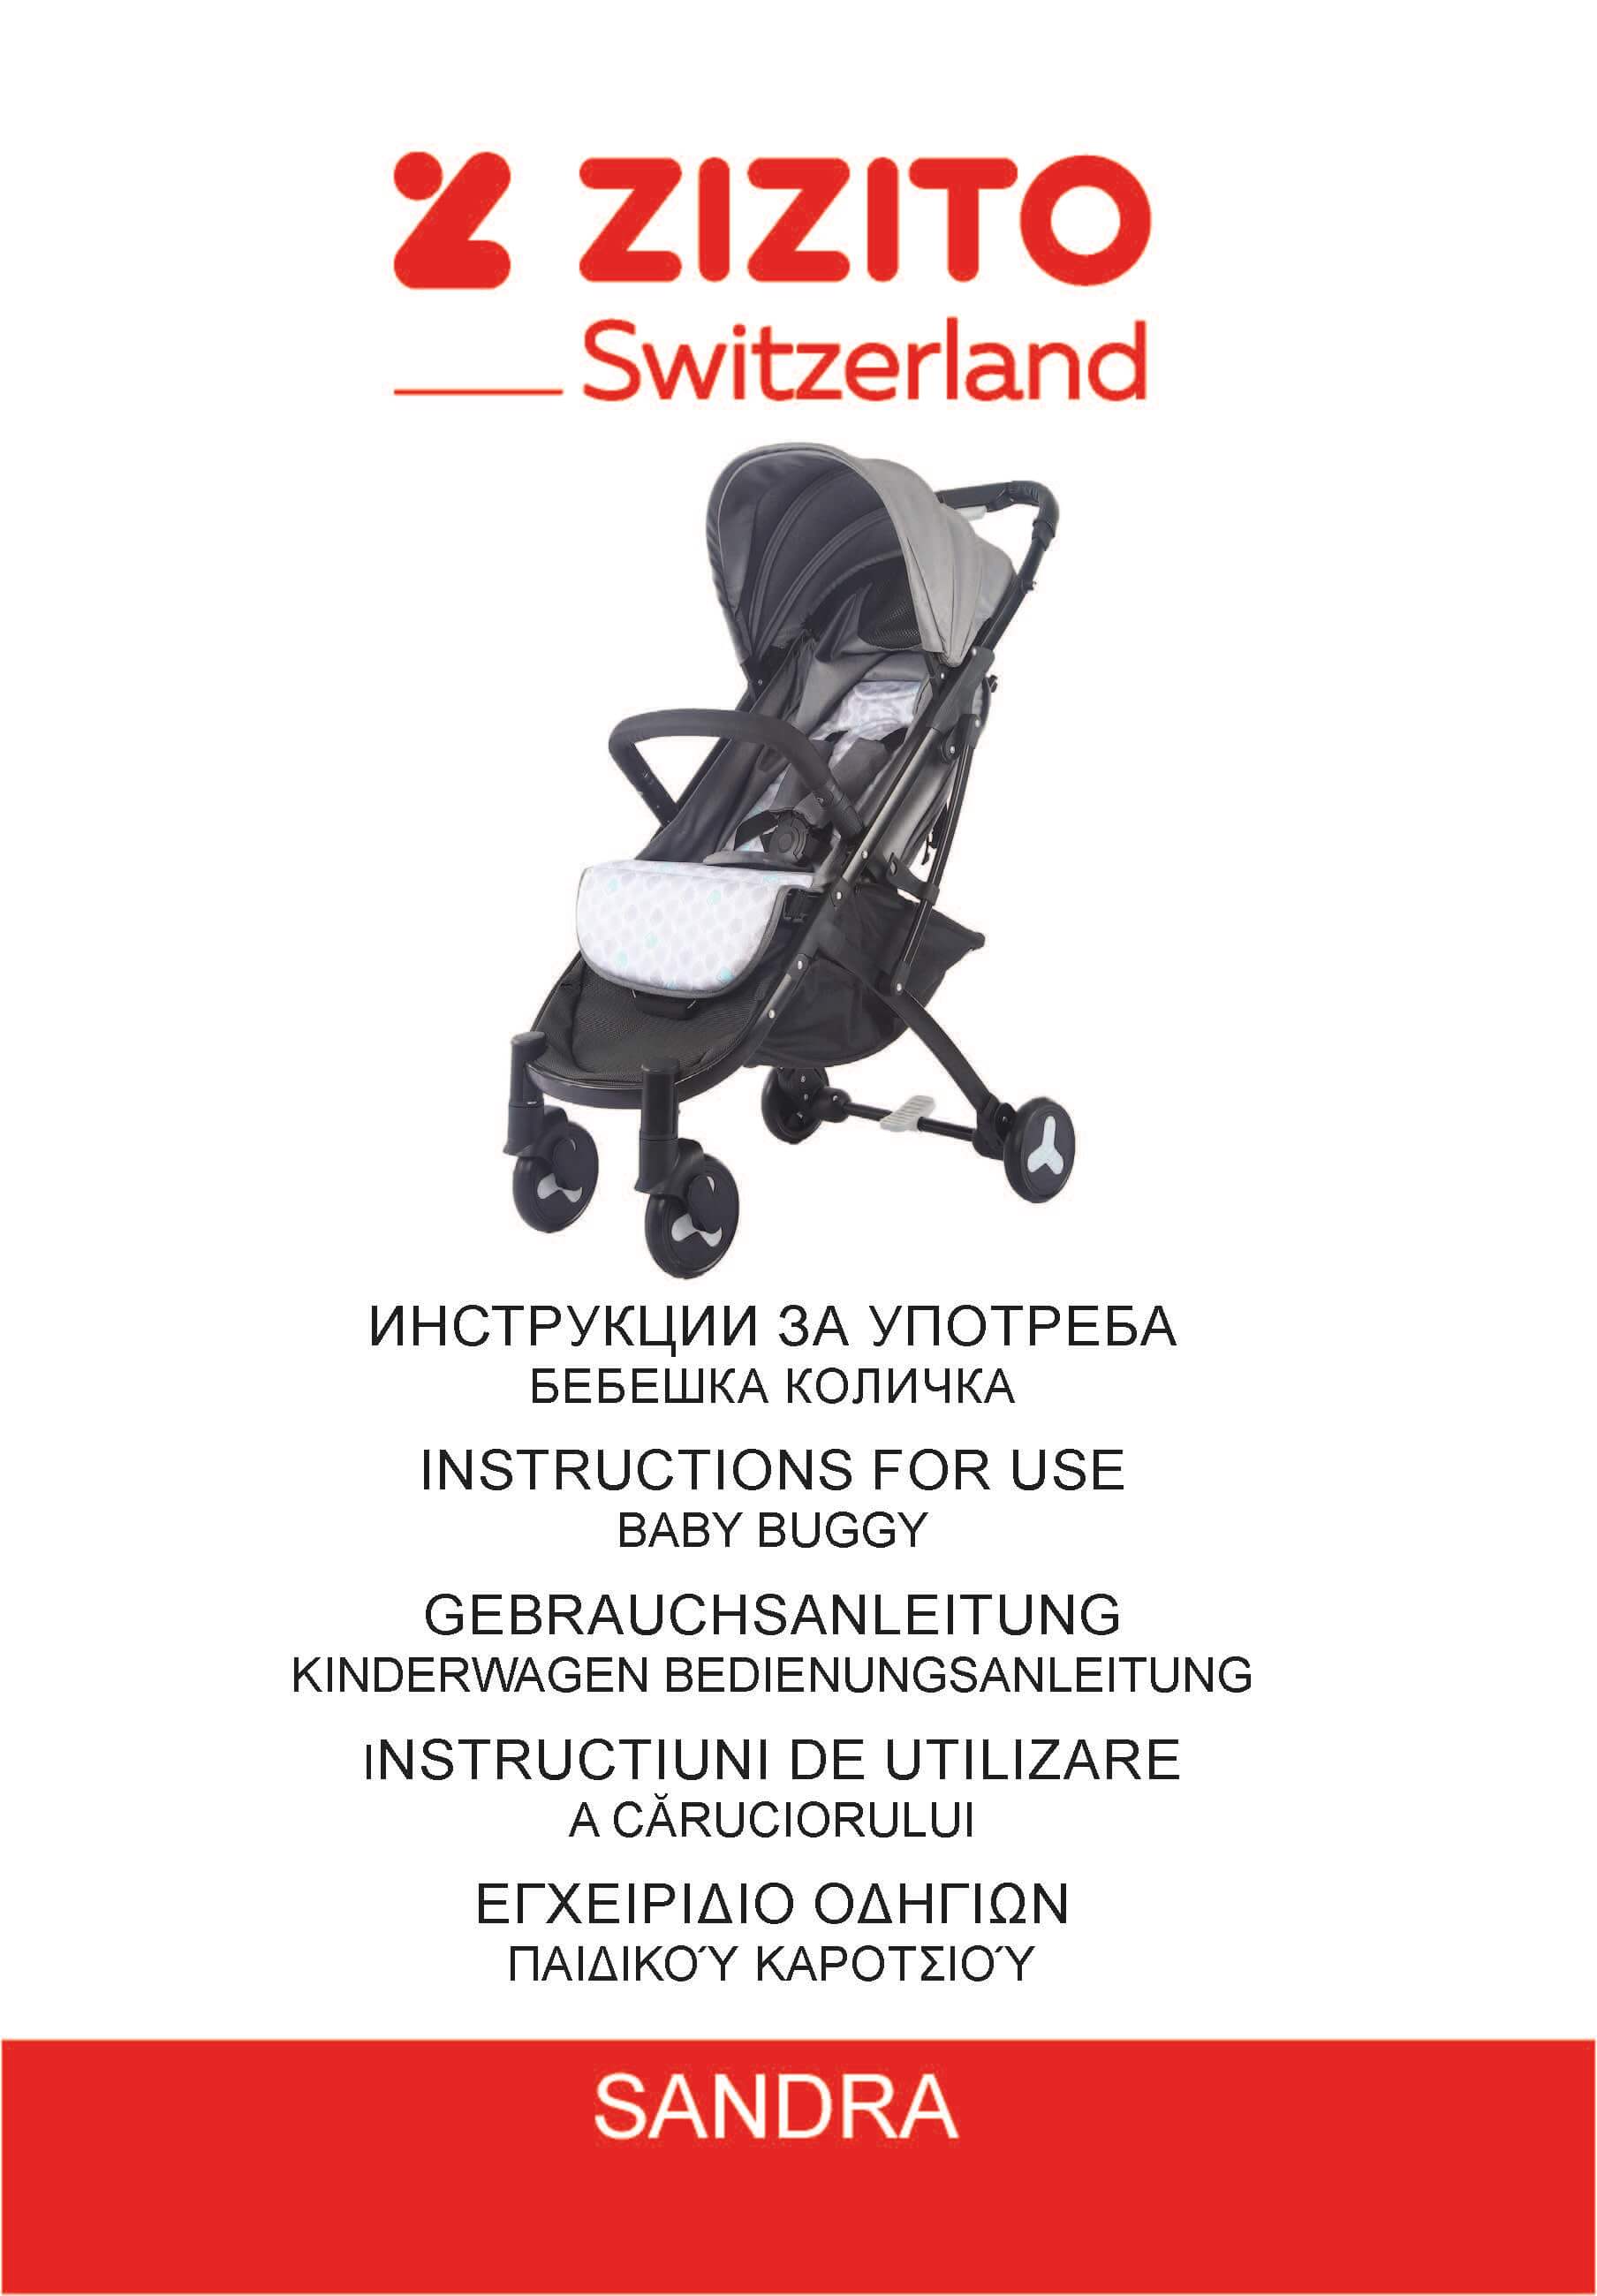 ZIZITO
Switzerland
ИНСТРУКЦИИ ЗА УПОТРЕБА
БЕБЕШКА КОЛИЧКА
INSTRUCTIONS FOR USE
BABY BUGGY
GEBRAUCHSANLEITUNG
KINDERWAGEN BEDIENUNGSANLEITUNG
INSTRUCTIUNI DE UTILIZARE
A CĂRUCIORULUI
ΕΓΧΕΙΡΙΔΙΟ ΟΔΗΓΙΩΝ
ΠΑΙΔΙΚΟΎ ΚΑΡΟΤΣΙΟΎ
SANDRA